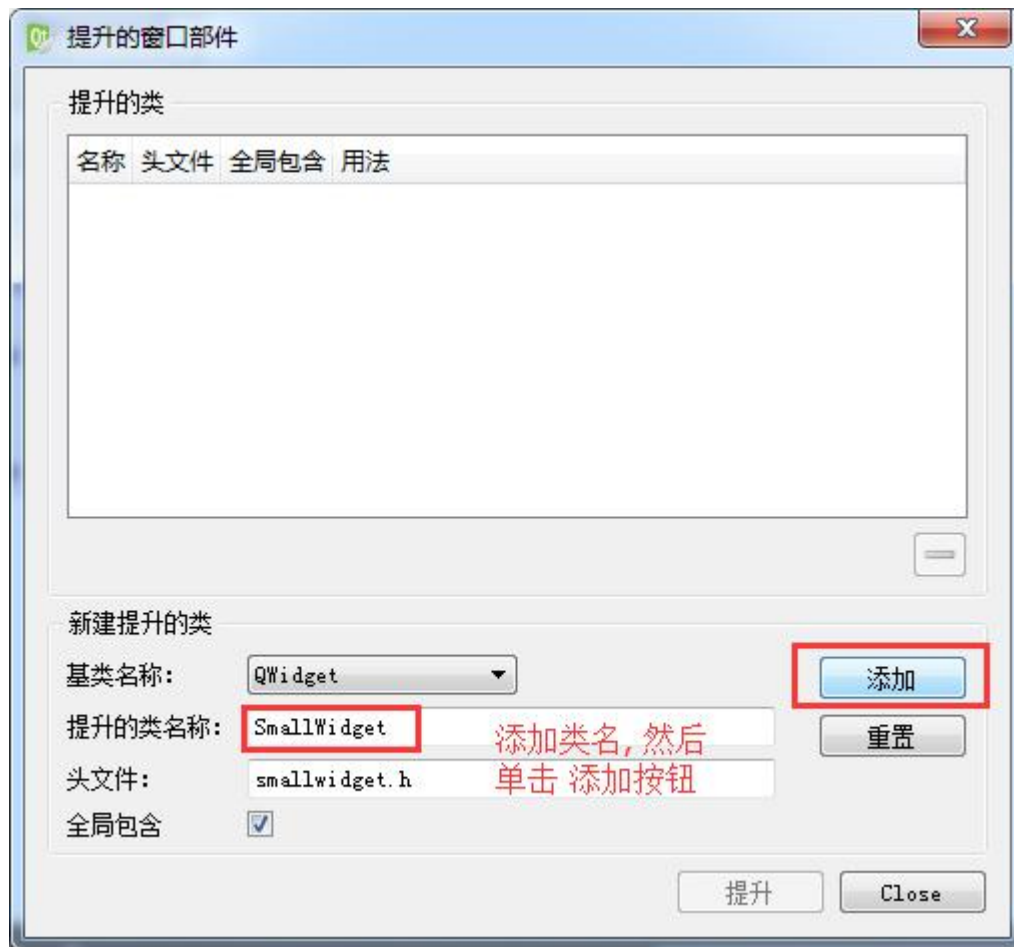 提升的窗口部件
提升的类
名称 头文件 全局包含 用法
新建提升的类
基类名称: QWidget 添加
提升的类名称: SmallWidget 添加类名, 然后 重置
头文件: smallwidget.h 单击 添加按钮
全局包含
提升 Close